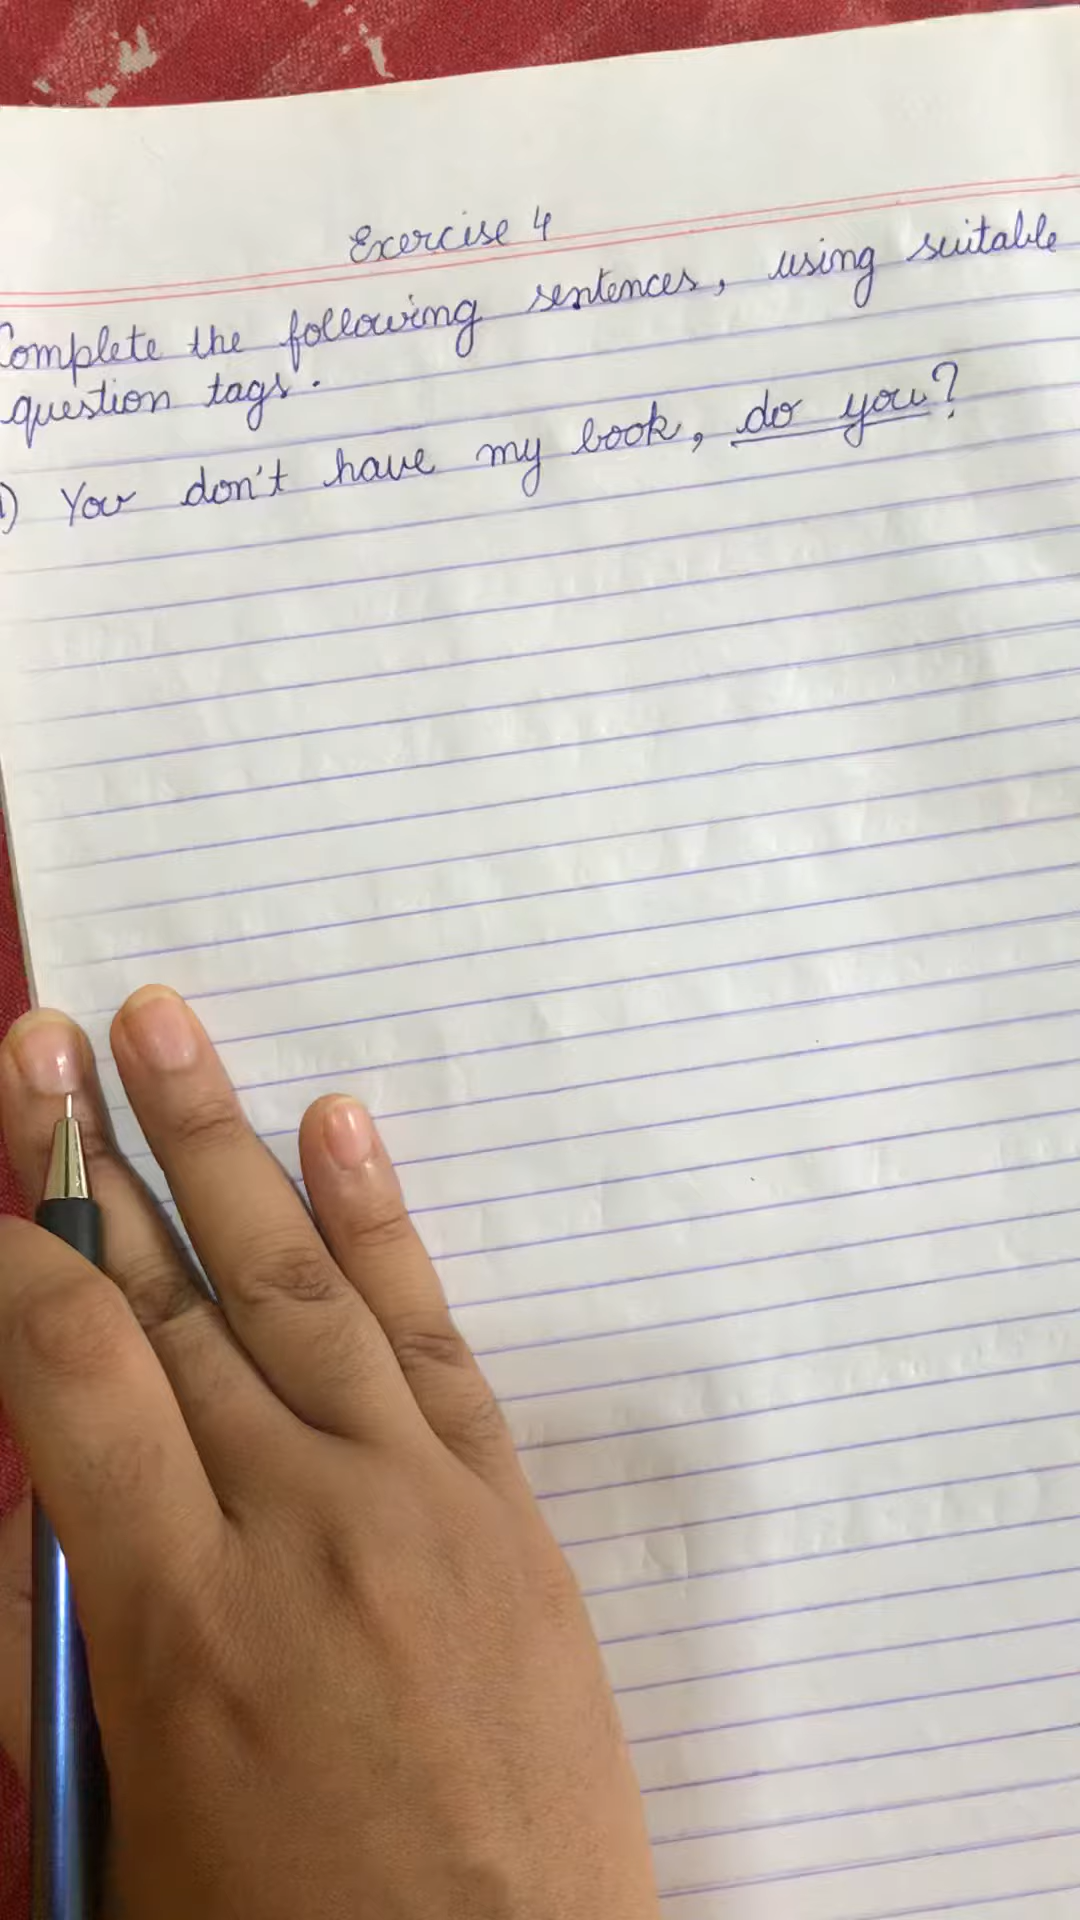 Exercise 4
Complete the following sentences, using suitable
question tags.
1) You don't have my book, do you?